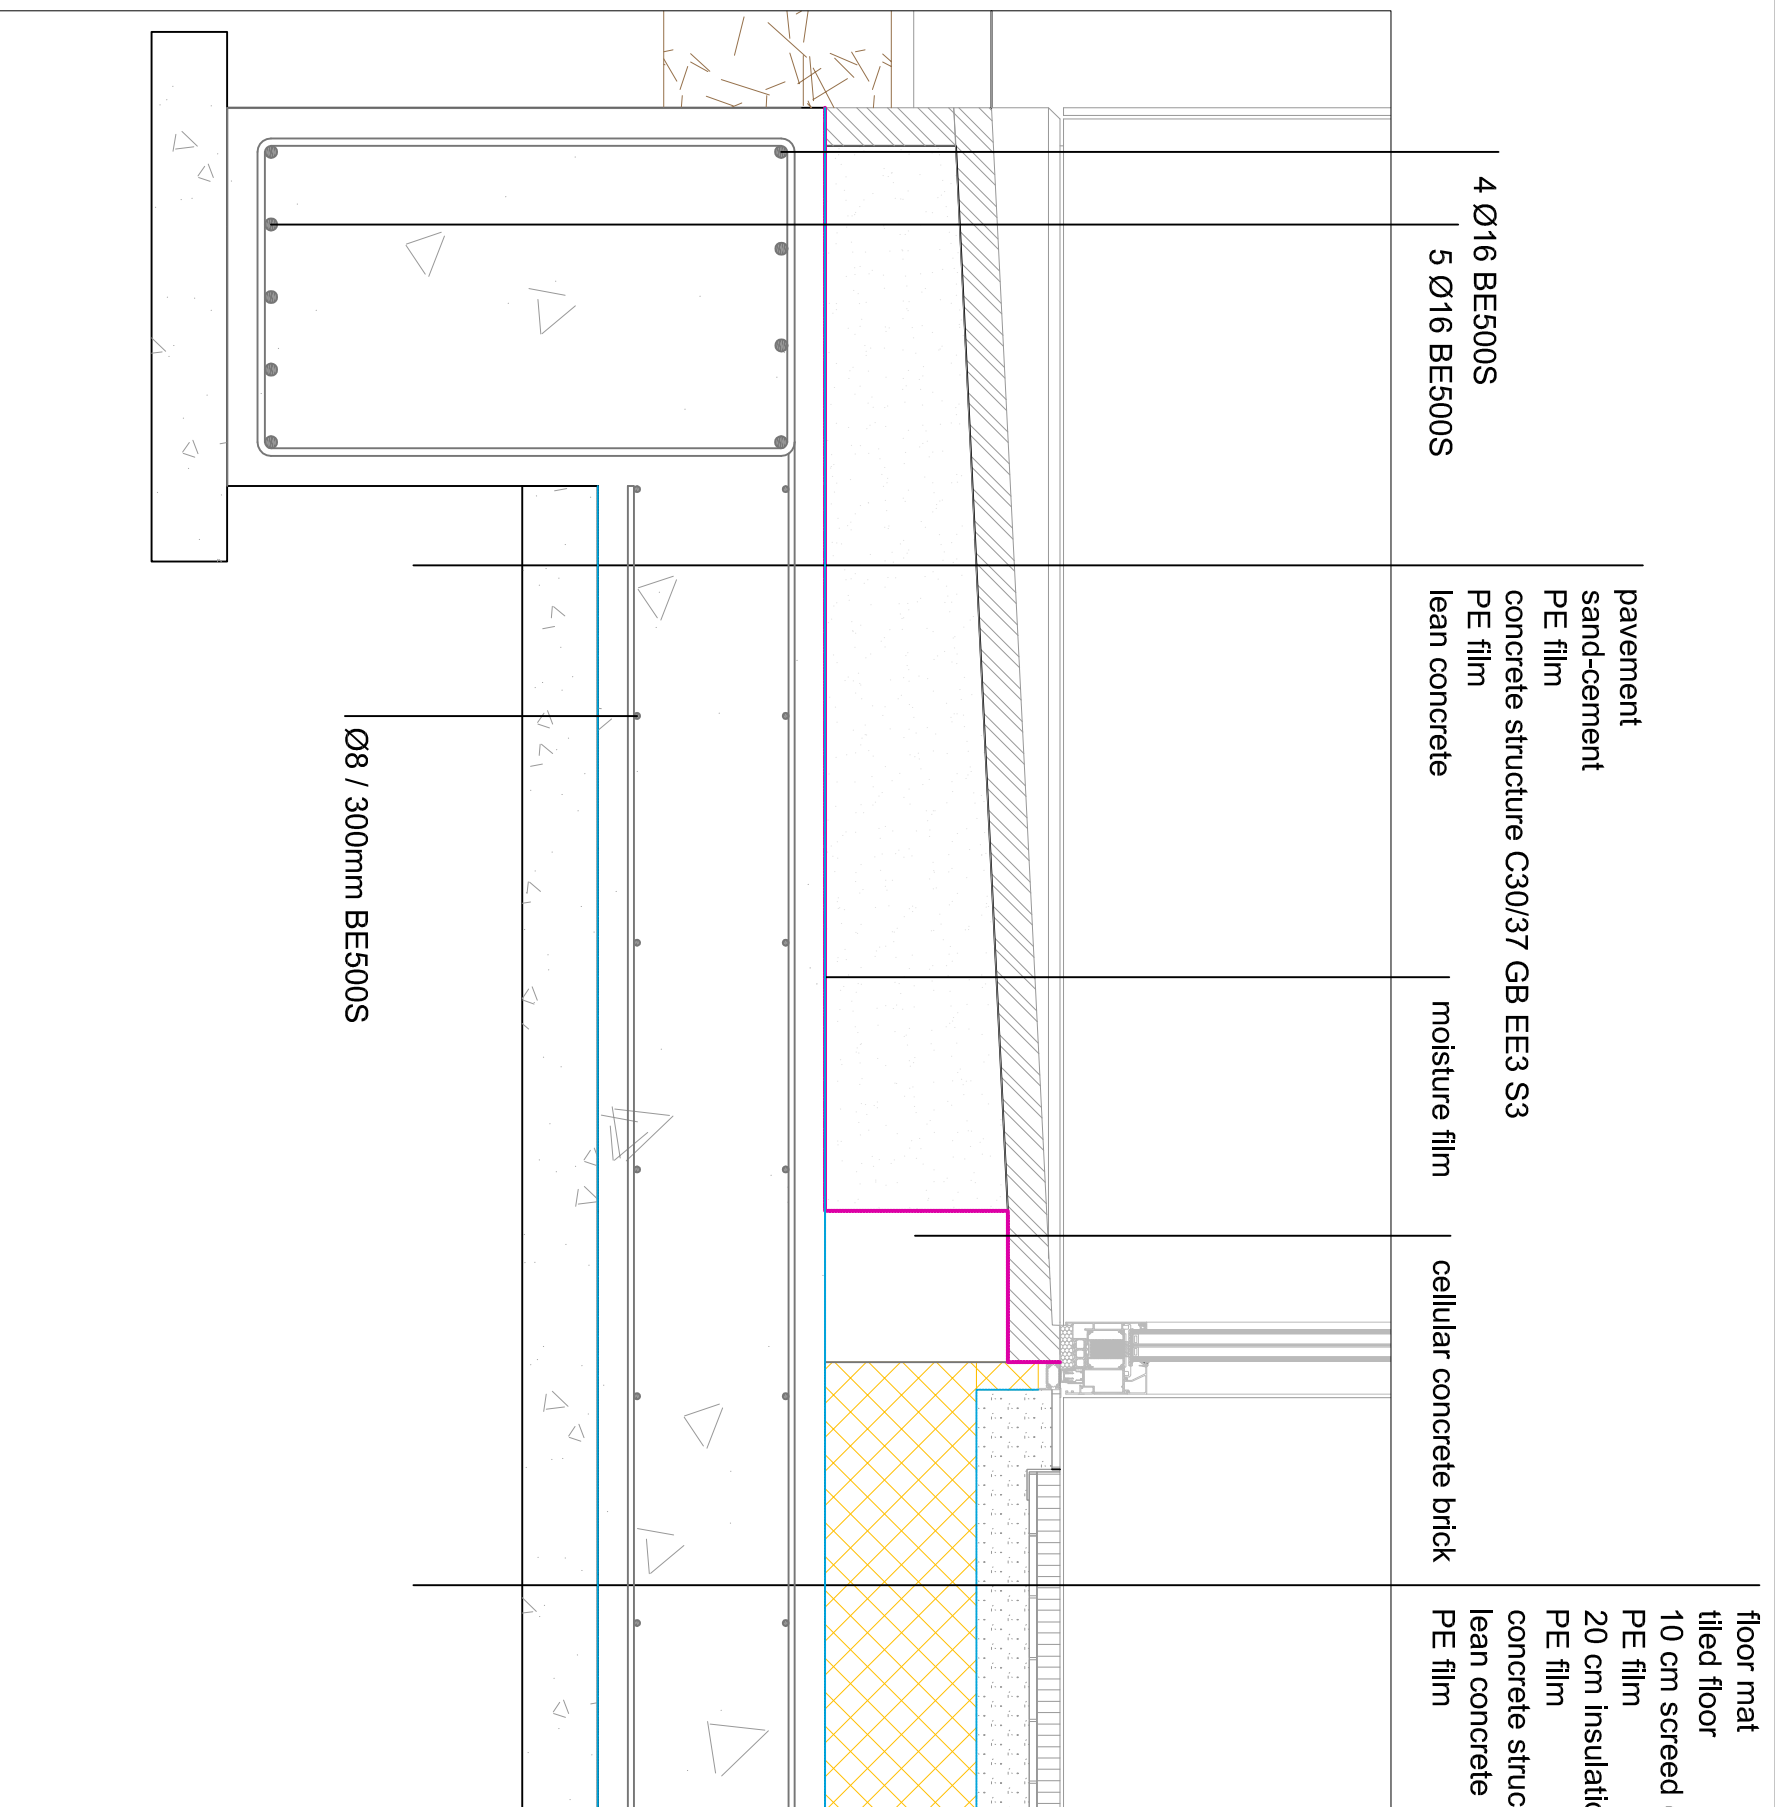 4 Ø16 BE500S
5 Ø16 BE500S
pavement
sand-cement
PE film
concrete structure C30/37 GB EE3 S3
PE film
lean concrete
Ø8 / 300mm BE500S
moisture film
cellular concrete brick
floor mat
tiled floor
10 cm screed
PE film
20 cm
PE film
concrete
lean concrete
PE film